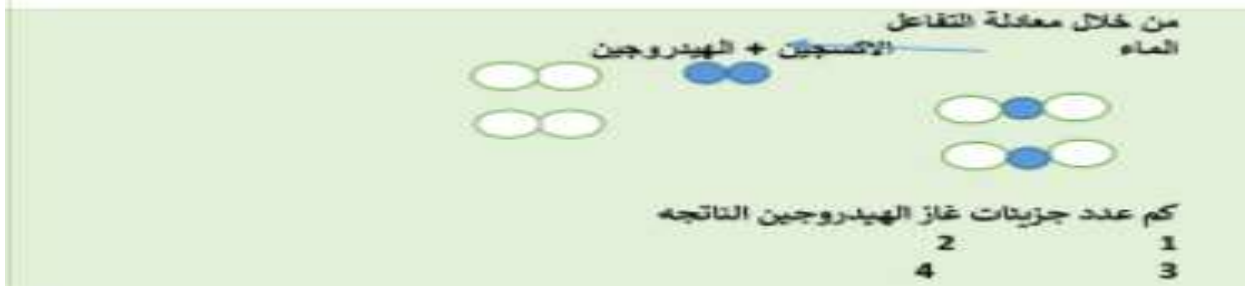 من خلال معادلة التفاعل
الماء الاكسجين + الهيدروجين
كم عدد جزيئات غاز الهيدروجين الناتجه
1 2
3 4